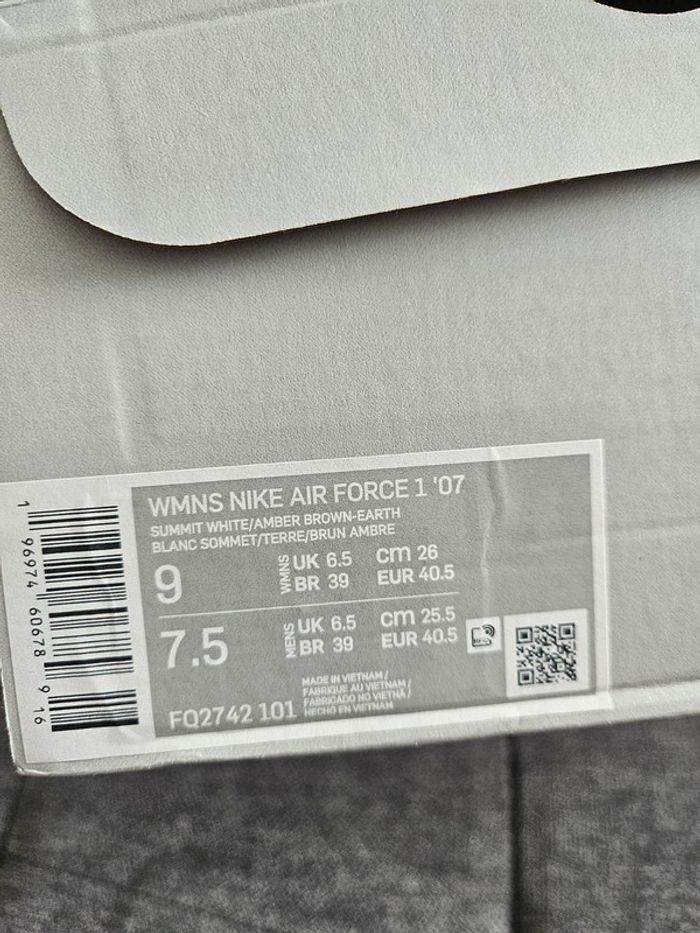 WMNS NIKE AIR FORCE 1 '07
SUMMIT WHITE/AMBER BROWN-EARTH
BLANC SOMMET/TERRE/BRUN AMBRE
9 WMNS UK 6.5 cm 26
BR 39 EUR 40.5
7.5 MENS UK 6.5 cm 25.5
BR 39 EUR 40.5
MADE IN VIETNAM /
FABRIQUE AU VIETNAM /
FABRICADO NO VIETNÃ /
HECHO EN VIETNAM
FQ2742 101
1 96974 60678 9 16